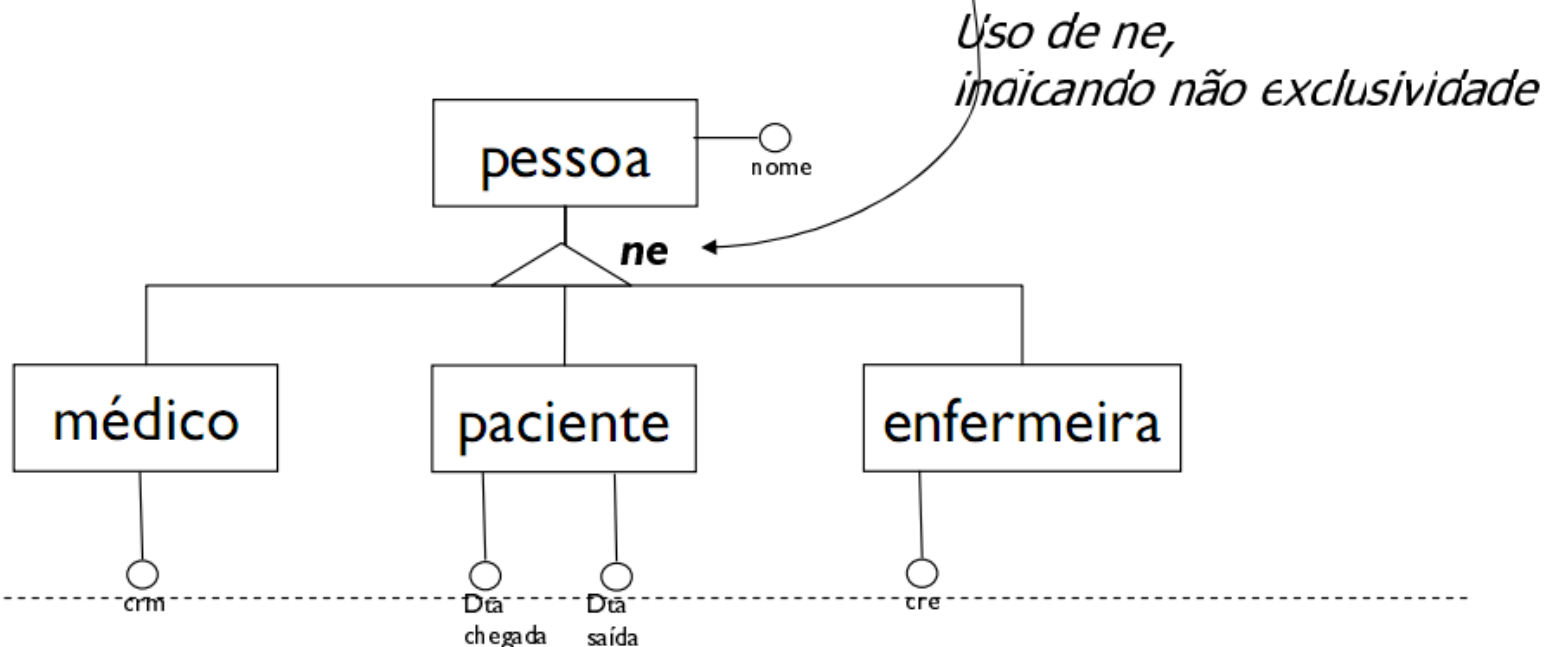 Uso de ne,
indicando não exclusividade
pessoa
nome
ne
médico
paciente
enfermeira
crm
Dta
chegada
Dta
saída
cre